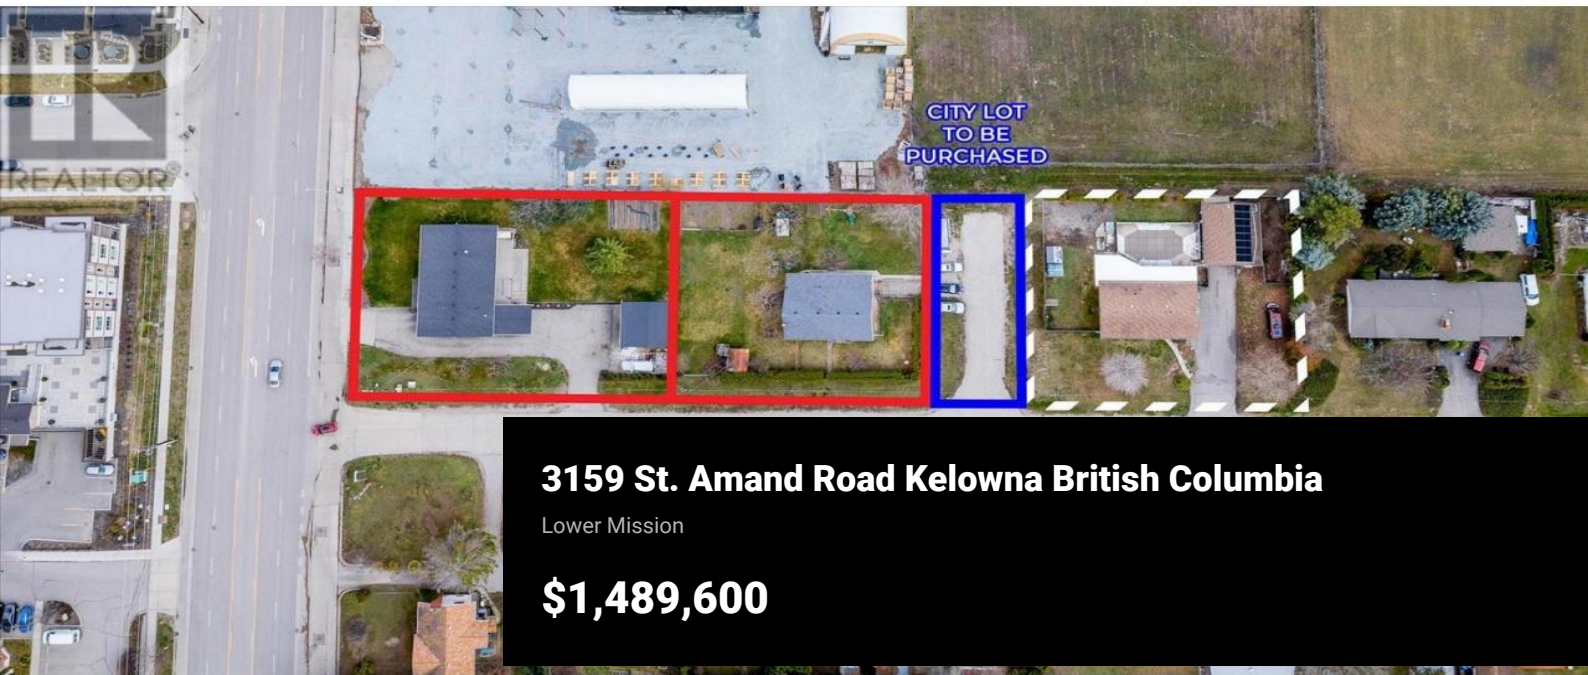 R
REALTOR®
CITY LOT
TO BE
PURCHASED
3159 St. Amand Road Kelowna British Columbia
Lower Mission
$1,489,600